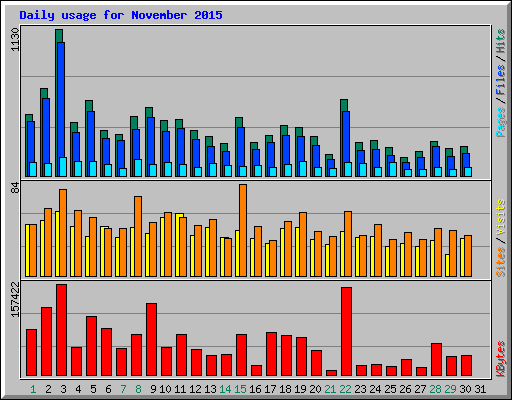 Daily usage for November 2015
1130
Pages / Files / Hits
84
Sites / Visits
157422
KBytes
1 2 3 4 5 6 7 8 9 10 11 12 13 14 15 16 17 18 19 20 21 22 23 24 25 26 27 28 29 30 31